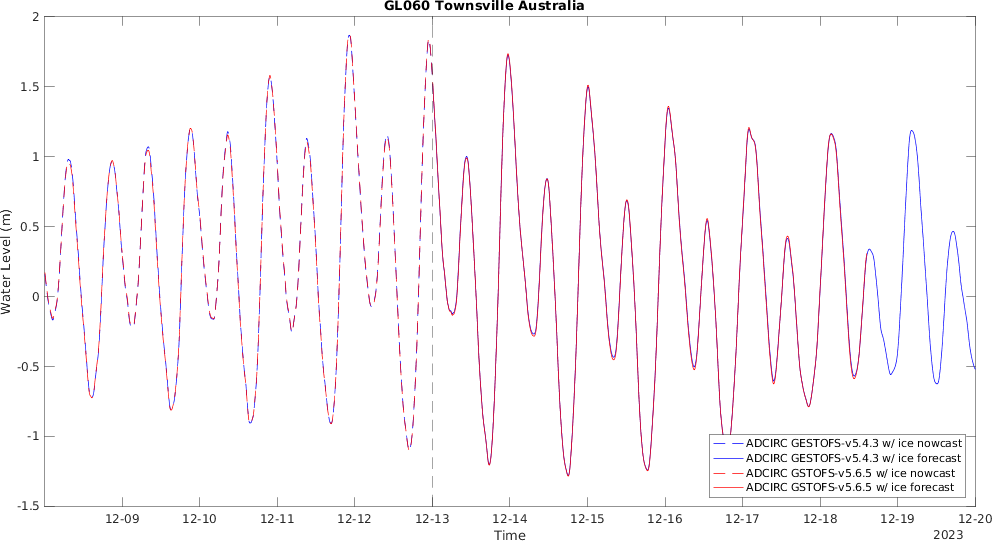 GL060 Townsville Australia
2
1.5
1
0.5
0
-0.5
-1
-1.5
Water Level (m)
ADCIRC GESTOFS-v5.4.3 w/ ice nowcast
ADCIRC GESTOFS-v5.4.3 w/ ice forecast
ADCIRC GSTOFS-v5.6.5 w/ ice nowcast
ADCIRC GSTOFS-v5.6.5 w/ ice forecast
12-09 12-10 12-11 12-12 12-13 12-14 12-15 12-16 12-17 12-18 12-19 12-20
Time
2023